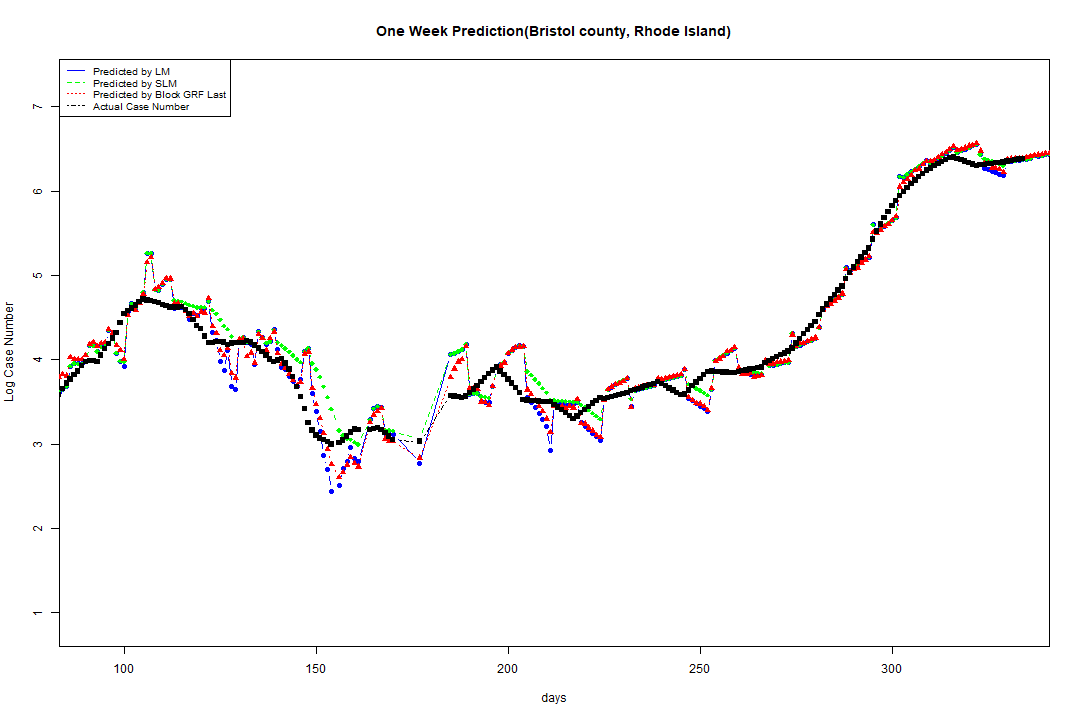 One Week Prediction(Bristol county, Rhode Island)
Predicted by LM
Predicted by SLM
Predicted by Block GRF Last
Actual Case Number
7
6
5
4
3
2
1
Log Case Number
100 150 200 250 300
days